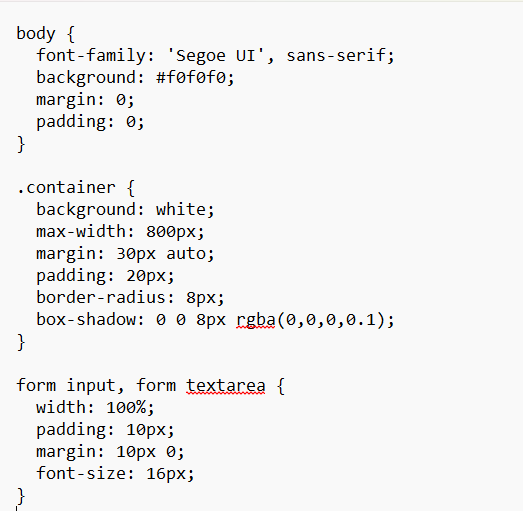 body {
  font-family: 'Segoe UI', sans-serif;
  background: #f0f0f0;
  margin: 0;
  padding: 0;
}

.container {
  background: white;
  max-width: 800px;
  margin: 30px auto;
  padding: 20px;
  border-radius: 8px;
  box-shadow: 0 0 8px rgba(0,0,0,0.1);
}

form input, form textarea {
  width: 100%;
  padding: 10px;
  margin: 10px 0;
  font-size: 16px;
}